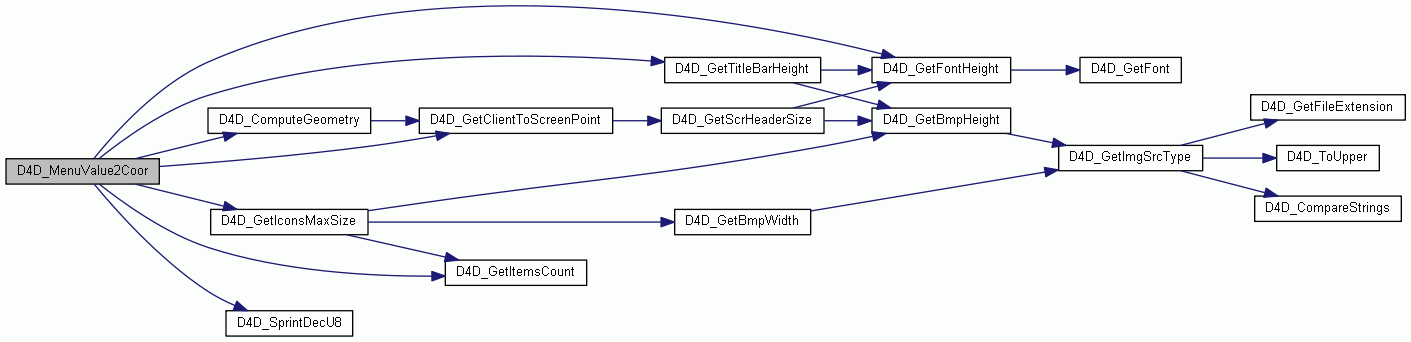 D4D_GetTitleBarHeight
D4D_GetFontHeight
D4D_GetFont
D4D_GetFileExtension
D4D_ComputeGeometry
D4D_GetClientToScreenPoint
D4D_GetScrHeaderSize
D4D_GetBmpHeight
D4D_GetImgSrcType
D4D_ToUpper
D4D_MenuValue2Coor
D4D_CompareStrings
D4D_GetIconsMaxSize
D4D_GetBmpWidth
D4D_GetItemsCount
D4D_SprintDecU8